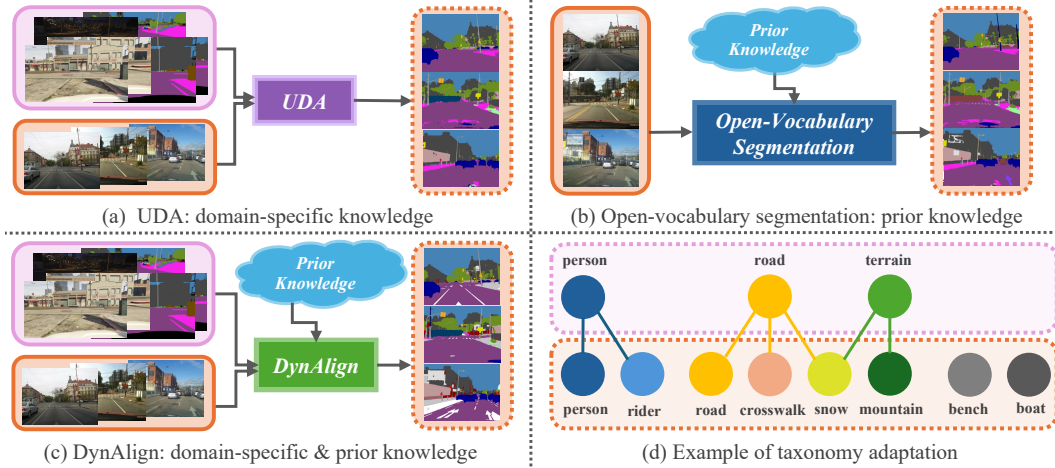 UDA
(a) UDA: domain-specific knowledge
Prior
Knowledge
Open-Vocabulary
Segmentation
(b) Open-vocabulary segmentation: prior knowledge
Prior
Knowledge
DynAlign
(c) DynAlign: domain-specific & prior knowledge
person road terrain
person rider road crosswalk snow mountain bench boat
(d) Example of taxonomy adaptation